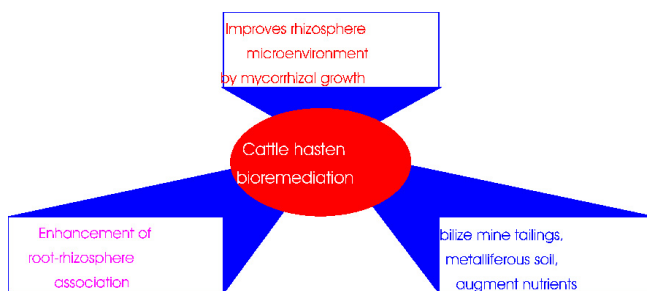 Improves rhizosphere
microenvironment
by mycorrhizal growth
Cattle hasten
bioremediation
Enhancement of
root-rhizosphere
association
bilize mine tailings,
metalliferous soil,
augment nutrients